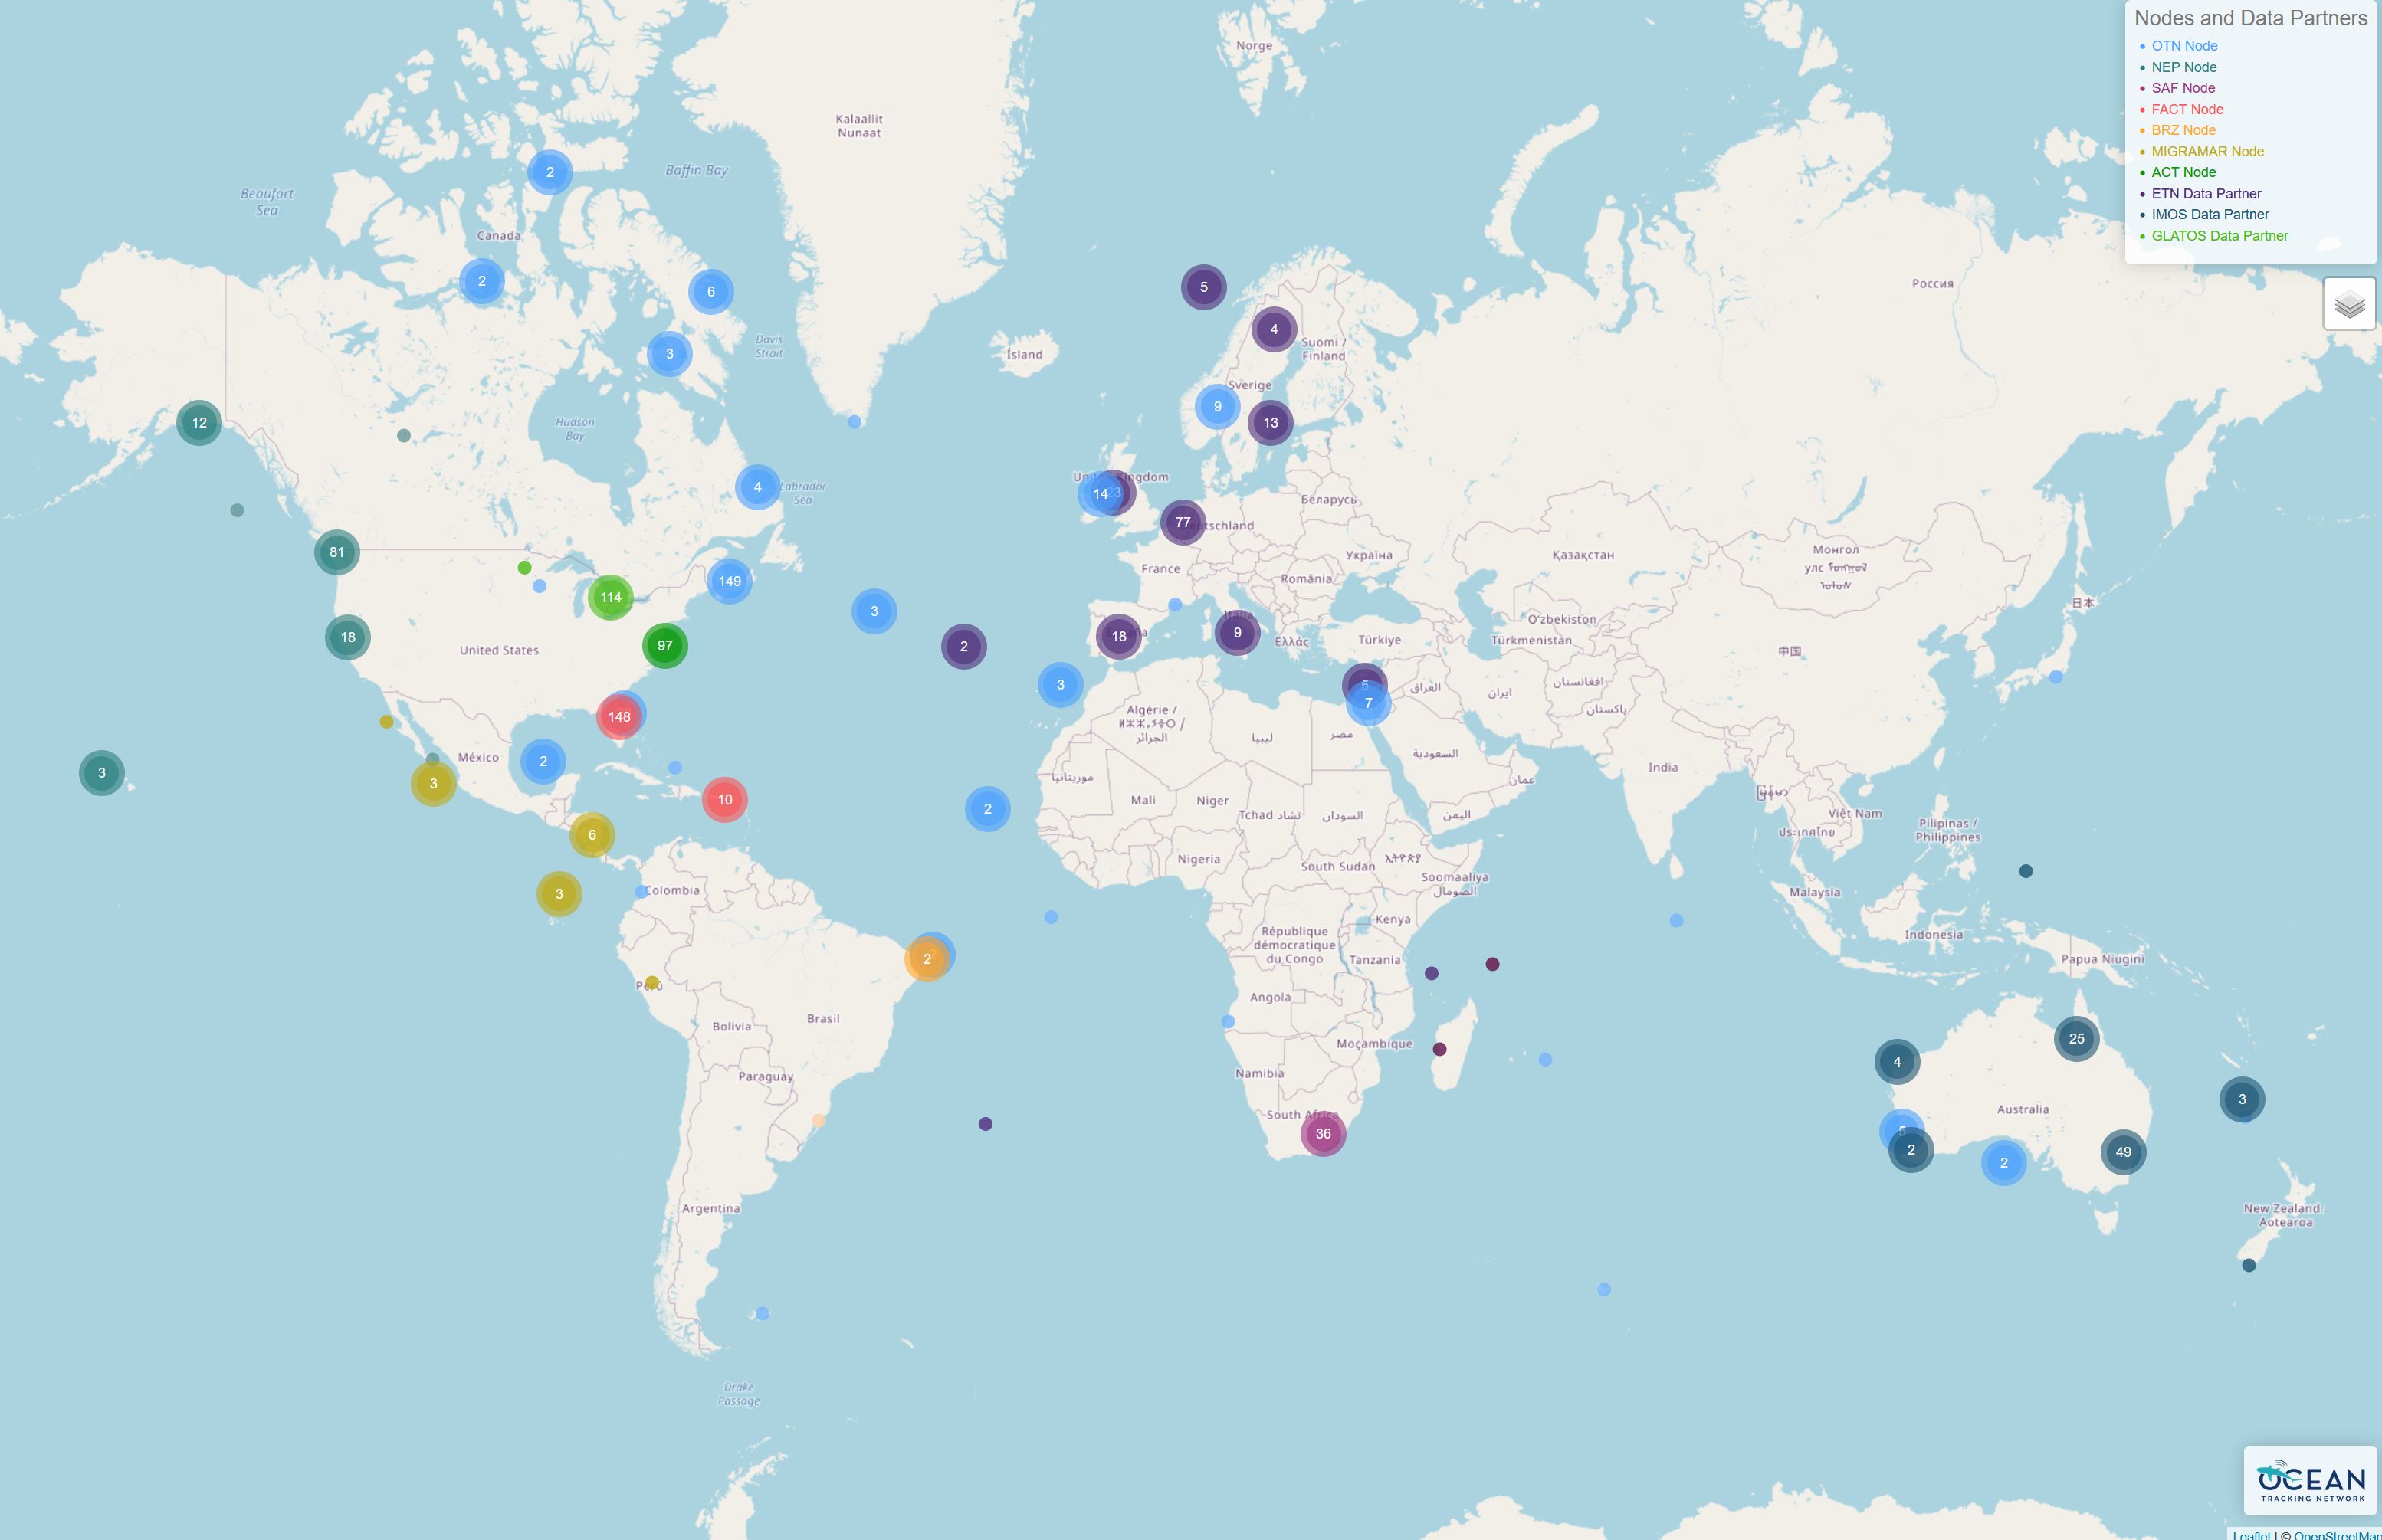 Nodes and Data Partners
OTN Node
NEP Node
SAF Node
FACT Node
BRZ Node
MIGRAMAR Node
ACT Node
ETN Data Partner
IMOS Data Partner
GLATOS Data Partner
Norge
Kalaallit
Nunaat
Baffin Bay
2
Beaufort
Sea
Canada
2
6
5
Россия
3
Davis
Strait
Ísland
4
Suomi /
Finland
Sverige
9
13
12
Hudson
Bay
4
Labrador
Sea
14
77
Беларусь
81
149
France
Україна
Қазақстан
Монгол
улс
114
3
România
O'zbekiston
Türkmenistan
日本
18
97
2
18
9
Ελλάς
Türkiye
中国
United States
3
5
7
العراق
ایران
افغانستان
پاکستان
148
Algérie /
ⵍⵣⵣⴰⵢⴻⵔ /
الجزائر
ليبيا
مصر
السعودية
3
México
2
India
موريتانيا
عمان
3
10
2
Mali
Niger
Tchad تشاد
السودان
اليمن
Việt Nam
ประเทศไทย
Pilipinas /
Philippines
6
Nigeria
South Sudan
Soomaaliya
الصومال
3
Colombia
Malaysia
Kenya
République
démocratique
du Congo
Indonesia
2
Tanzania
Papua Niugini
Perú
Angola
Bolivia
Brasil
Moçambique
25
4
Namibia
Paraguay
3
South Africa
36
Australia
5
2
2
49
Argentina
New Zealand
Aotearoa
Drake
Passage
OCEAN
TRACKING NETWORK
Leaflet | © OpenStreetMap